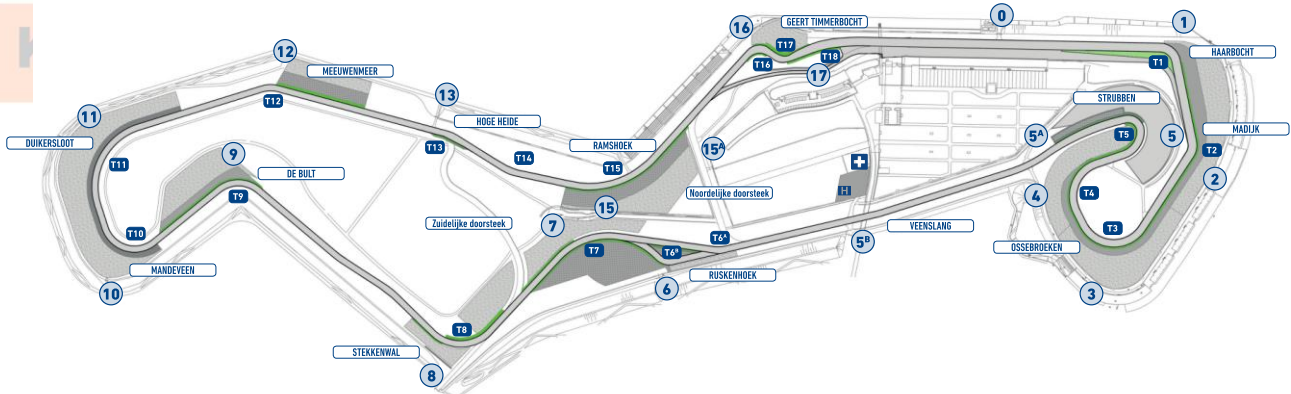 K
0
1
16
GEERT TIMMERBOCHT
T17
T16
T18
17
HAARBOCHT
T1
12
MEEUWENMEER
T12
13
HOGE HEIDE
T13
T14
RAMSHOEK
T15
15
15A
STRUBBEN
5A
T5
5
MADIJK
T2
2
11
DUIKERSLOOT
T11
9
DE BULT
T9
T10
MANDEVEEN
10
Noordelijke doorsteek
Zuidelijke doorsteek
H
4
T4
T3
OSSEBROEKEN
3
VEENSLANG
5B
7
T7
T6A
T6B
RUSKENHOEK
6
T8
STEKKENWAL
8